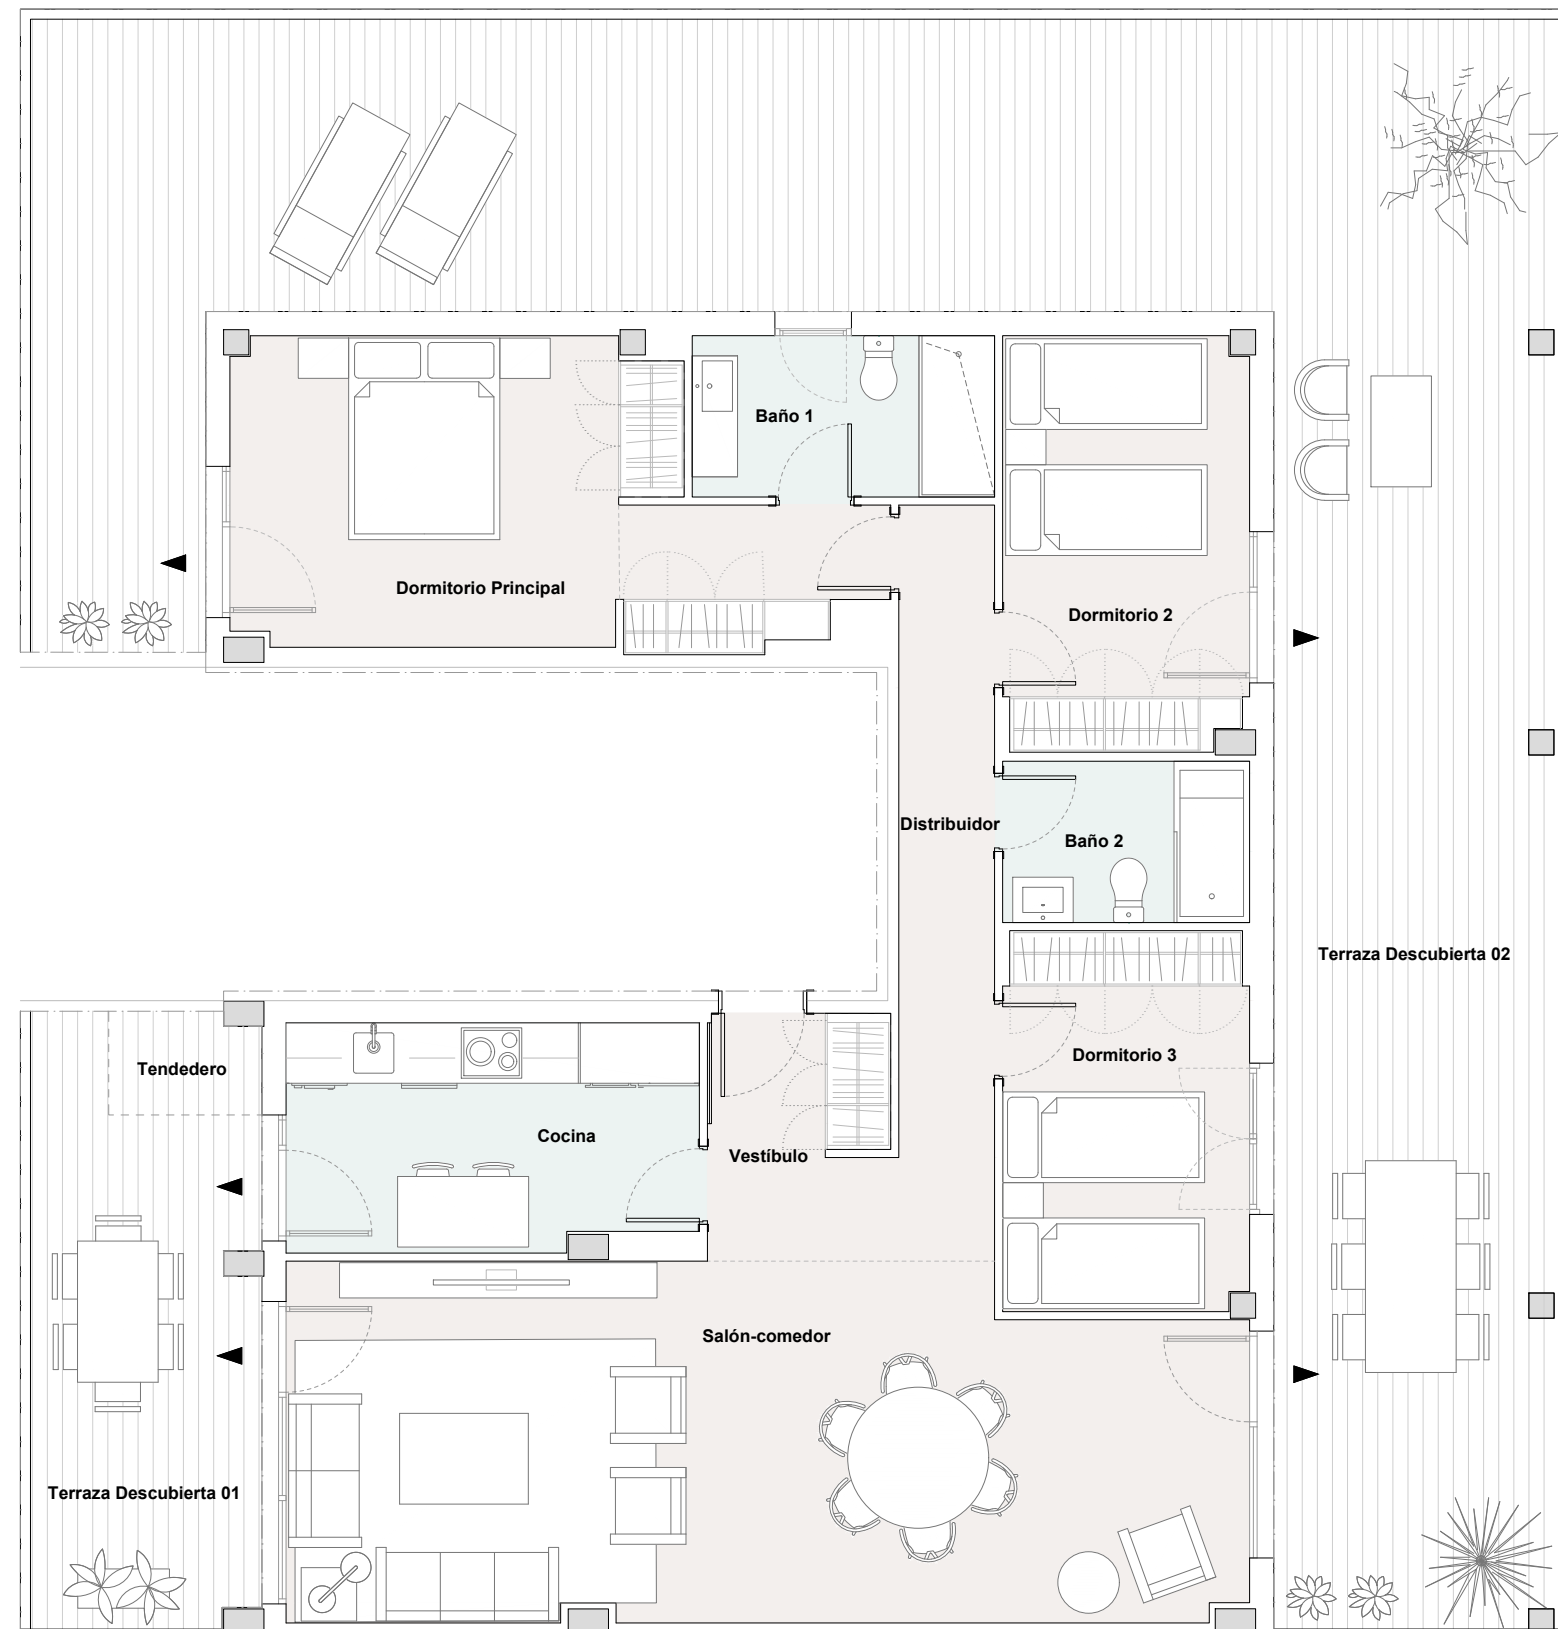 Baño 1
Dormitorio Principal
Dormitorio 2
Distribuidor
Baño 2
Terraza Descubierta 02
Tendedero
Dormitorio 3
Cocina
Vestíbulo
Salón-comedor
Terraza Descubierta 01